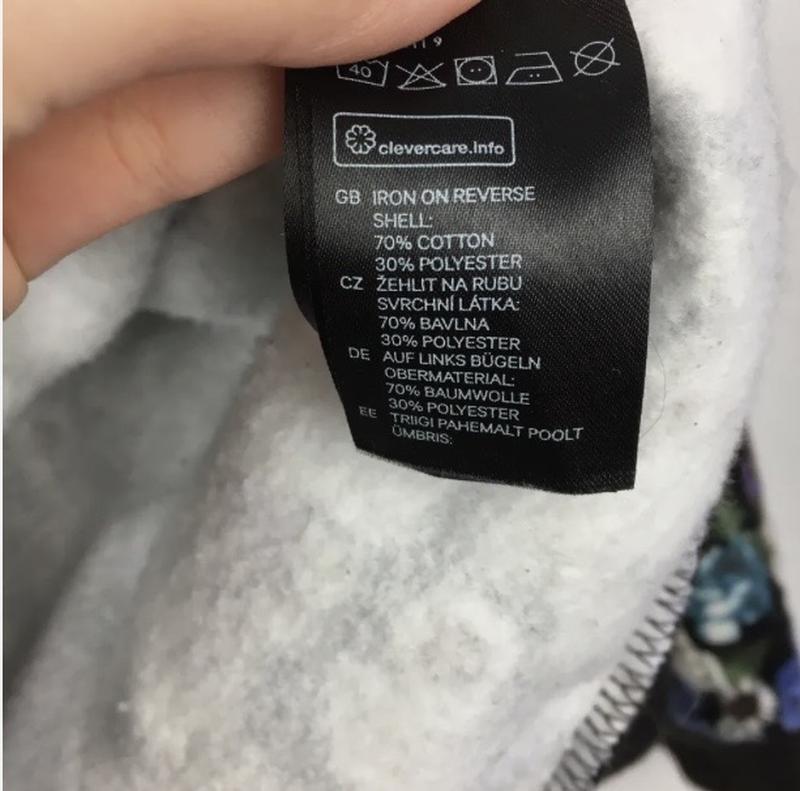 40
clevercare.info
GB IRON ON REVERSE
SHELL:
70% COTTON
30% POLYESTER
CZ ŽEHLIT NA RUBU
SVRCHNÍ LÁTKA:
70% BAVLNA
30% POLYESTER
DE AUF LINKS BÜGELN
OBERMATERIAL:
70% BAUMWOLLE
30% POLYESTER
EE TRIIGI PAHEMALT POOLT
ÜMBRIS: